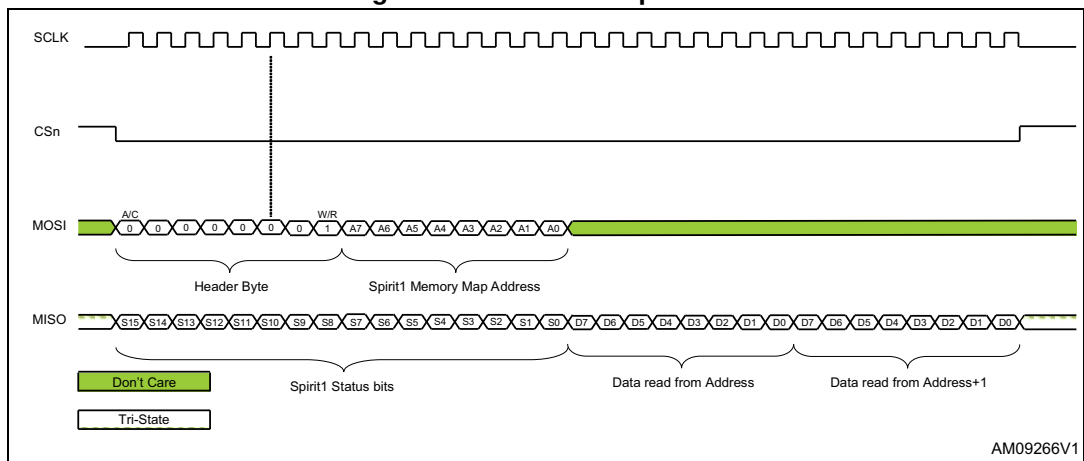 SCLK
CSn
A/C W/R
MOSI 0 0 0 0 0 0 0 1 A7 A6 A5 A4 A3 A2 A1 A0
Header Byte Spirit1 Memory Map Address
MISO S15 S14 S13 S12 S11 S10 S9 S8 S7 S6 S5 S4 S3 S2 S1 S0 D7 D6 D5 D4 D3 D2 D1 D0 D7 D6 D5 D4 D3 D2 D1 D0
Don't Care Spirit1 Status bits Data read from Address Data read from Address+1
Tri-State
AM09266V1